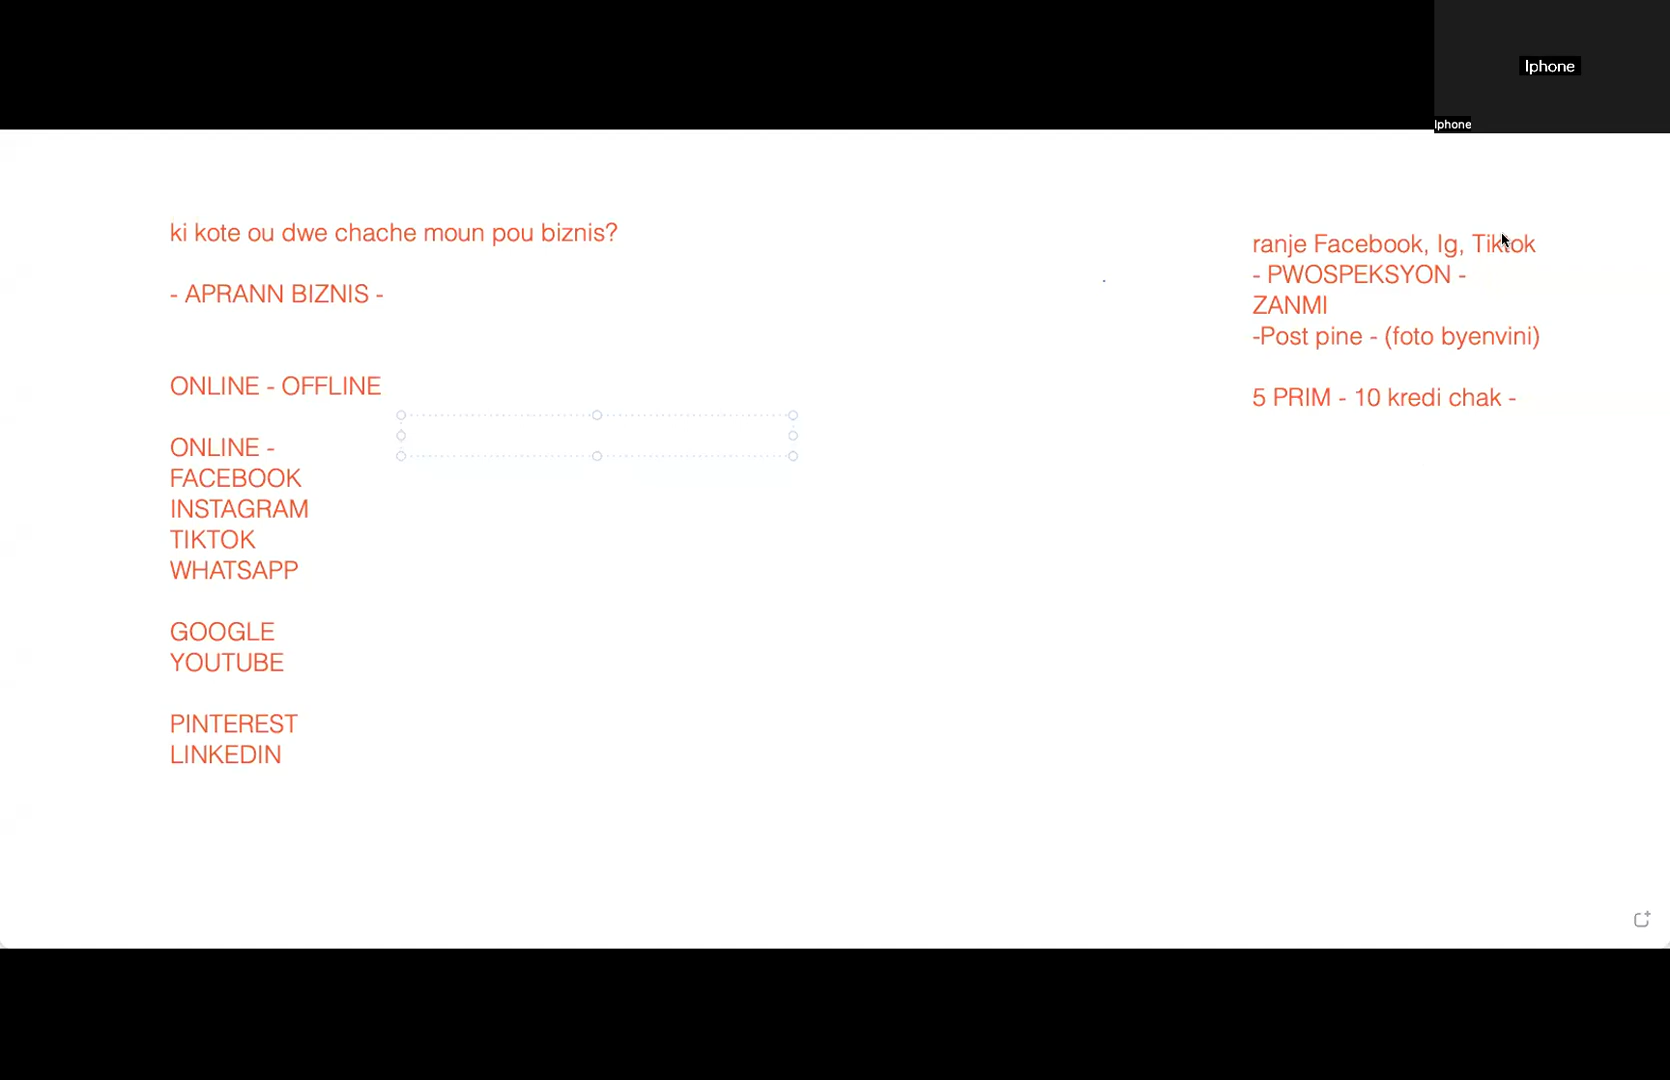 Iphone
Iphone
ki kote ou dwe chache moun pou biznis?
- APRANN BIZNIS -
ONLINE - OFFLINE
ONLINE -
FACEBOOK
INSTAGRAM
TIKTOK
WHATSAPP
GOOGLE
YOUTUBE
PINTEREST
LINKEDIN
ranje Facebook, Ig, Tiktok
- PWOSPEKSYON -
ZANMI
-Post pine - (foto byenvini)
5 PRIM - 10 kredi chak -